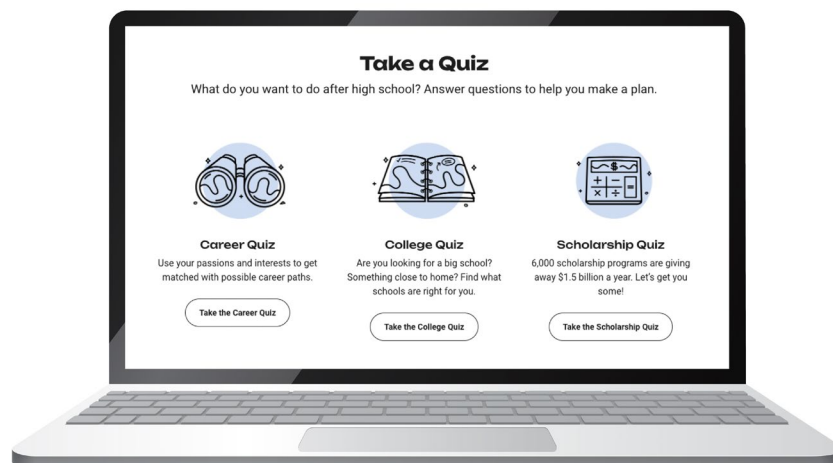 Take a Quiz
What do you want to do after high school? Answer questions to help you make a plan.
Career Quiz
Use your passions and interests to get
matched with possible career paths.
Take the Career Quiz
College Quiz
Are you looking for a big school?
Something close to home? Find what
schools are right for you.
Take the College Quiz
Scholarship Quiz
6,000 scholarship programs are giving
away $1.5 billion a year. Let's get you
some!
Take the Scholarship Quiz